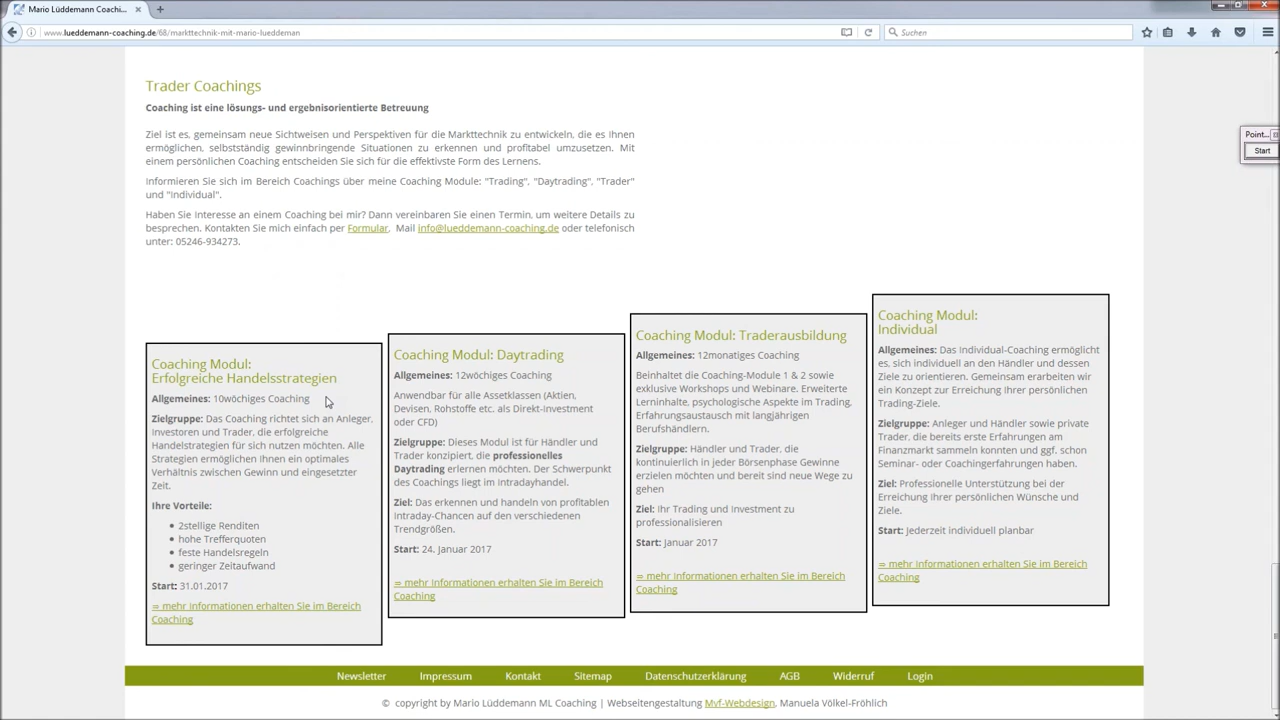 Mario Lüddemann Coachi...
www.lueddemann-coaching.de/68/markttechnik-mit-mario-lueddeman
Suchen
Point...
Start
Trader Coachings
Coaching ist eine lösungs- und ergebnisorientierte Betreuung
Ziel ist es, gemeinsam neue Sichtweisen und Perspektiven für die Markttechnik zu entwickeln, die es Ihnen
ermöglichen, selbstständig gewinnbringende Situationen zu erkennen und profitabel umzusetzen. Mit
einem persönlichen Coaching entscheiden Sie sich für die effektivste Form des Lernens.
Informieren Sie sich im Bereich Coachings über meine Coaching Module: "Trading", "Daytrading", "Trader"
und "Individual".
Haben Sie Interesse an einem Coaching bei mir? Dann vereinbaren Sie einen Termin, um weitere Details zu
besprechen. Kontakten Sie mich einfach per Formular, Mail info@lueddemann-coaching.de oder telefonisch
unter: 05246-934273.
Coaching Modul:
Erfolgreiche Handelsstrategien
Allgemeines: 10wöchiges Coaching
Zielgruppe: Das Coaching richtet sich an Anleger,
Investoren und Trader, die erfolgreiche
Handelstrategien für sich nutzen möchten. Alle
Strategien ermöglichen Ihnen ein optimales
Verhältnis zwischen Gewinn und eingesetzter
Zeit.
Ihre Vorteile:
• 2stellige Renditen
• hohe Trefferquoten
• feste Handelsregeln
• geringer Zeitaufwand
Start: 31.01.2017
⇒ mehr Informationen erhalten Sie im Bereich
Coaching
Coaching Modul: Daytrading
Allgemeines: 12wöchiges Coaching
Anwendbar für alle Assetklassen (Aktien,
Devisen, Rohstoffe etc. als Direkt-Investment
oder CFD)
Zielgruppe: Dieses Modul ist für Händler und
Trader konzipiert, die professionelles
Daytrading erlernen möchten. Der Schwerpunkt
des Coachings liegt im intradayhandel.
Ziel: Das erkennen und handeln von profitablen
Intraday-Chancen auf den verschiedenen
Trendgrößen.
Start: 24. Januar 2017
⇒ mehr Informationen erhalten Sie im Bereich
Coaching
Coaching Modul: Traderausbildung
Allgemeines: 12monatiges Coaching
Beinhaltet die Coaching-Module 1 & 2 sowie
exklusive Workshops und Webinare. Erweiterte
Lerninhalte, psychologische Aspekte im Trading,
Erfahrungsaustausch mit langjährigen
Berufshändlern.
Zielgruppe: Händler und Trader, die
kontinuierlich in jeder Börsenphase Gewinne
erzielen möchten und bereit sind neue Wege zu
gehen
Ziel: Ihr Trading und Investment zu
professionalisieren
Start: Januar 2017
⇒ mehr Informationen erhalten Sie im Bereich
Coaching
Coaching Modul:
Individual
Allgemeines: Das Individual-Coaching ermöglicht
es, sich individuell an den Händler und dessen
Ziele zu orientieren. Gemeinsam erarbeiten wir
ein Konzept zur Erreichung Ihrer persönlichen
Trading-Ziele.
Zielgruppe: Anleger und Händler sowie private
Trader, die bereits erste Erfahrungen am
Finanzmarkt sammeln konnten und ggf. schon
Seminar- oder Coachingerfahrungen haben.
Ziel: Professionelle Unterstützung bei der
Erreichung Ihrer persönlichen Wünsche und
Ziele.
Start: Jederzeit individuell planbar
⇒ mehr Informationen erhalten Sie im Bereich
Coaching
Newsletter Impressum Kontakt Sitemap Datenschutzerklärung AGB Widerruf Login
© copyright by Mario Lüddemann ML Coaching | Webseitengestaltung Mvf-Webdesign, Manuela Völkel-Fröhlich